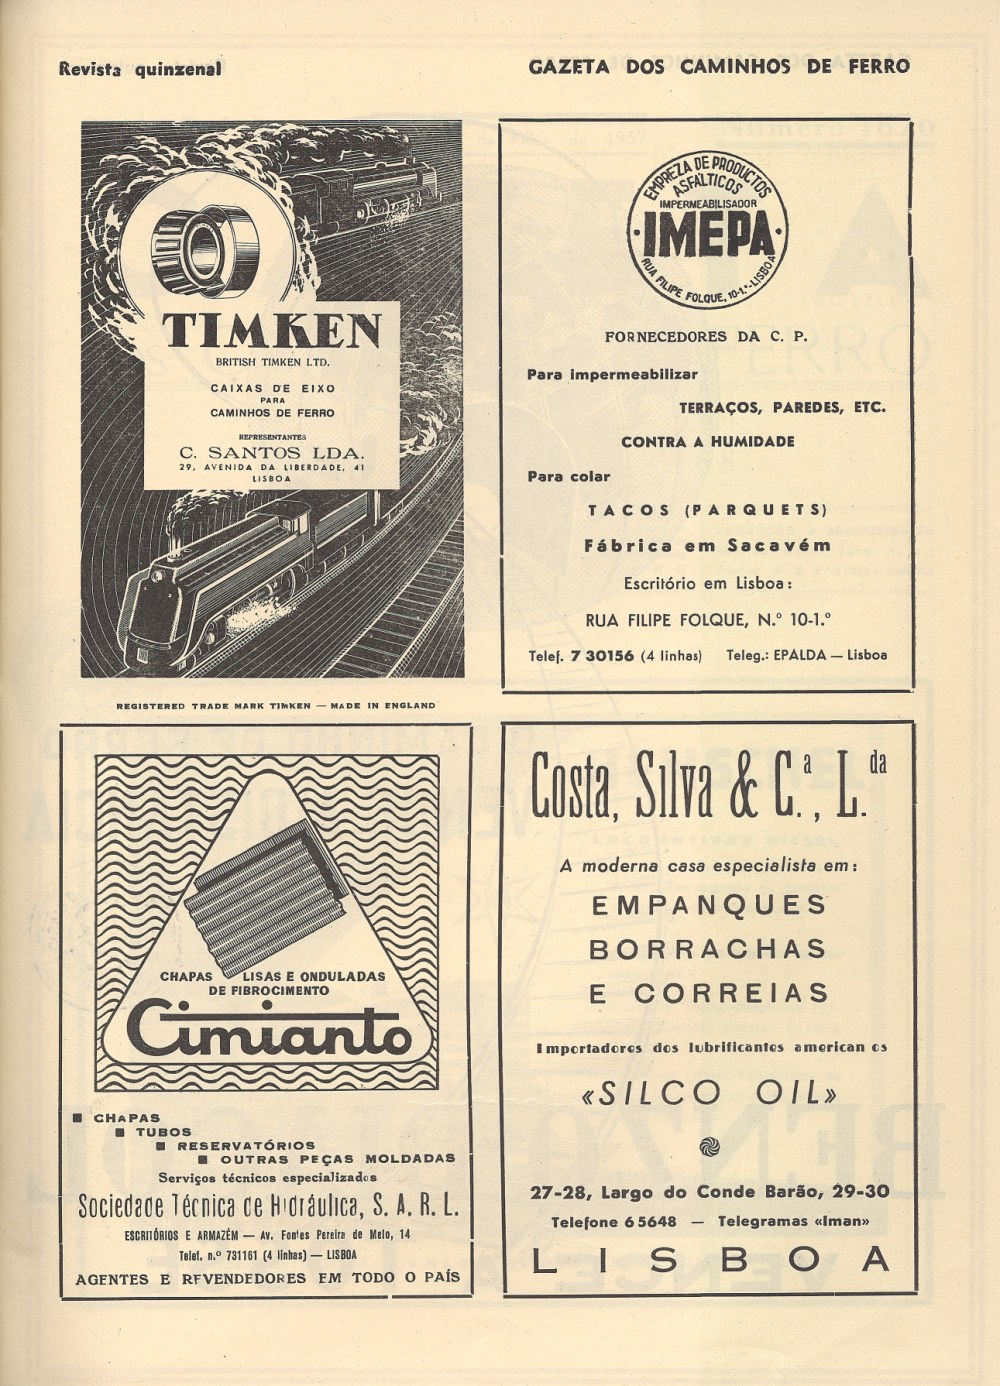 Revista quinzenal
GAZETA DOS CAMINHOS DE FERRO
TIMKEN
BRITISH TIMKEN LTD.
CAIXAS DE EIXO
PARA
CAMINHOS DE FERRO
REPRESENTANTES
C. SANTOS LDA.
29, AVENIDA DA LIBERDADE, 41
LISBOA
REGISTERED TRADE MARK TIMKEN — MADE IN ENGLAND
EMPREZA DE PRODUCTOS
ASFÁLTICOS
IMPERMEABILISADOR
IMEPA
RUA FILIPE FOLQUE, 10-1.º-LISBOA
FORNECEDORES DA C. P.
Para impermeabilizar
TERRAÇOS, PAREDES, ETC.
CONTRA A HUMIDADE
Para colar
TACOS (PARQUETS)
Fábrica em Sacavém
Escritório em Lisboa:
RUA FILIPE FOLQUE, N.º 10-1.º
Telef. 7 30156 (4 linhas) Teleg.: EPALDA — Lisboa
CHAPAS LISAS E ONDULADAS
DE FIBROCIMENTO
Cimianto
■ CHAPAS
■ TUBOS
■ RESERVATÓRIOS
■ OUTRAS PEÇAS MOLDADAS
Serviços técnicos especializados
Sociedade Técnica de Hidráulica, S. A. R. L.
ESCRITÓRIOS E ARMAZÉM — Av. Fontes Pereira de Melo, 14
Telef. n.º 731161 (4 linhas) — LISBOA
AGENTES E REVENDEDORES EM TODO O PAÍS
Costa, Silva & C.ª, L.da
A moderna casa especialista em:
EMPANQUES
BORRACHAS
E CORREIAS
Importadores dos lubrificantes americanos
«SILCO OIL»
27-28, Largo do Conde Barão, 29-30
Telefone 6 5648 — Telegramas «Iman»
LISBOA